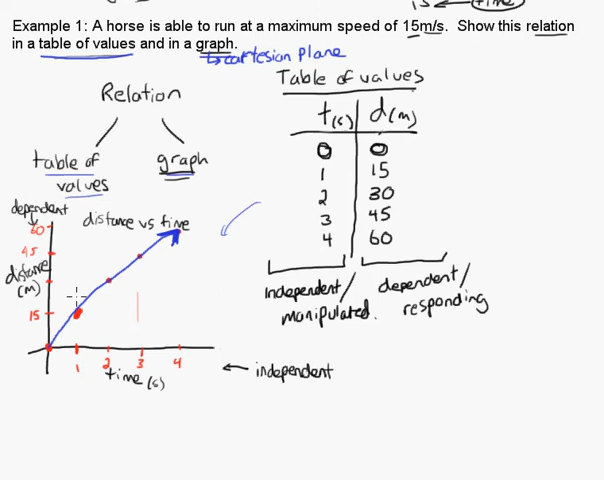 15 time
Example 1: A horse is able to run at a maximum speed of 15m/s. Show this relation
in a table of values and in a graph.
↳ cartesian Plane
Relation
table of
values
graph
Table of values
t(s) d(m)
0 0
1 15
2 30
3 45
4 60
independent/
manipulated.
dependent/
responding
dependent
distance vs time
60
45
distance
(m)
15
1 2 3 4
time (s)
← independent